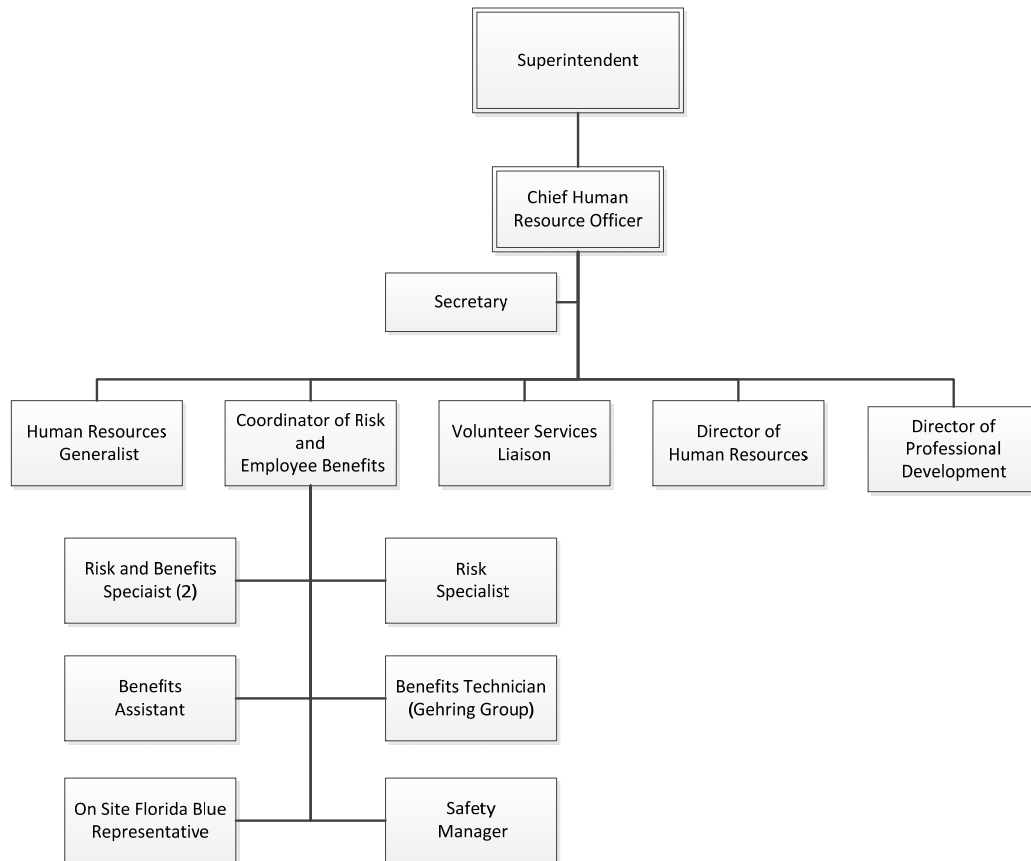 Superintendent
Chief Human
Resource Officer
Secretary
Human Resources
Generalist
Coordinator of Risk
and
Employee Benefits
Volunteer Services
Liaison
Director of
Human Resources
Director of
Professional
Development
Risk and Benefits
Speciaist (2)
Risk
Specialist
Benefits
Assistant
Benefits Technician
(Gehring Group)
On Site Florida Blue
Representative
Safety
Manager